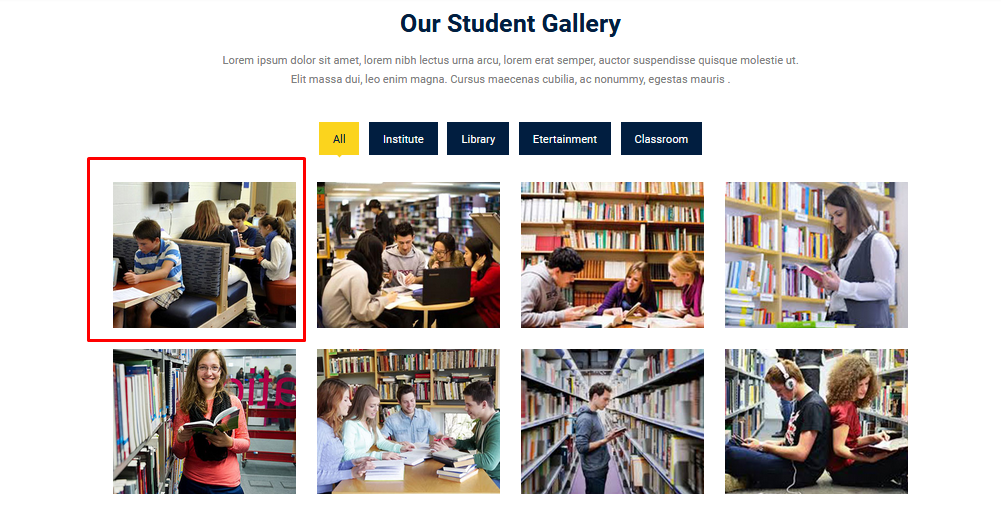 Our Student Gallery
Lorem ipsum dolor sit amet, lorem nibh lectus urna arcu, lorem erat semper, auctor suspendisse quisque molestie ut.
Elit massa dui, leo enim magna. Cursus maecenas cubilia, ac nonummy, egestas mauris .
All Institute Library Etertainment Classroom